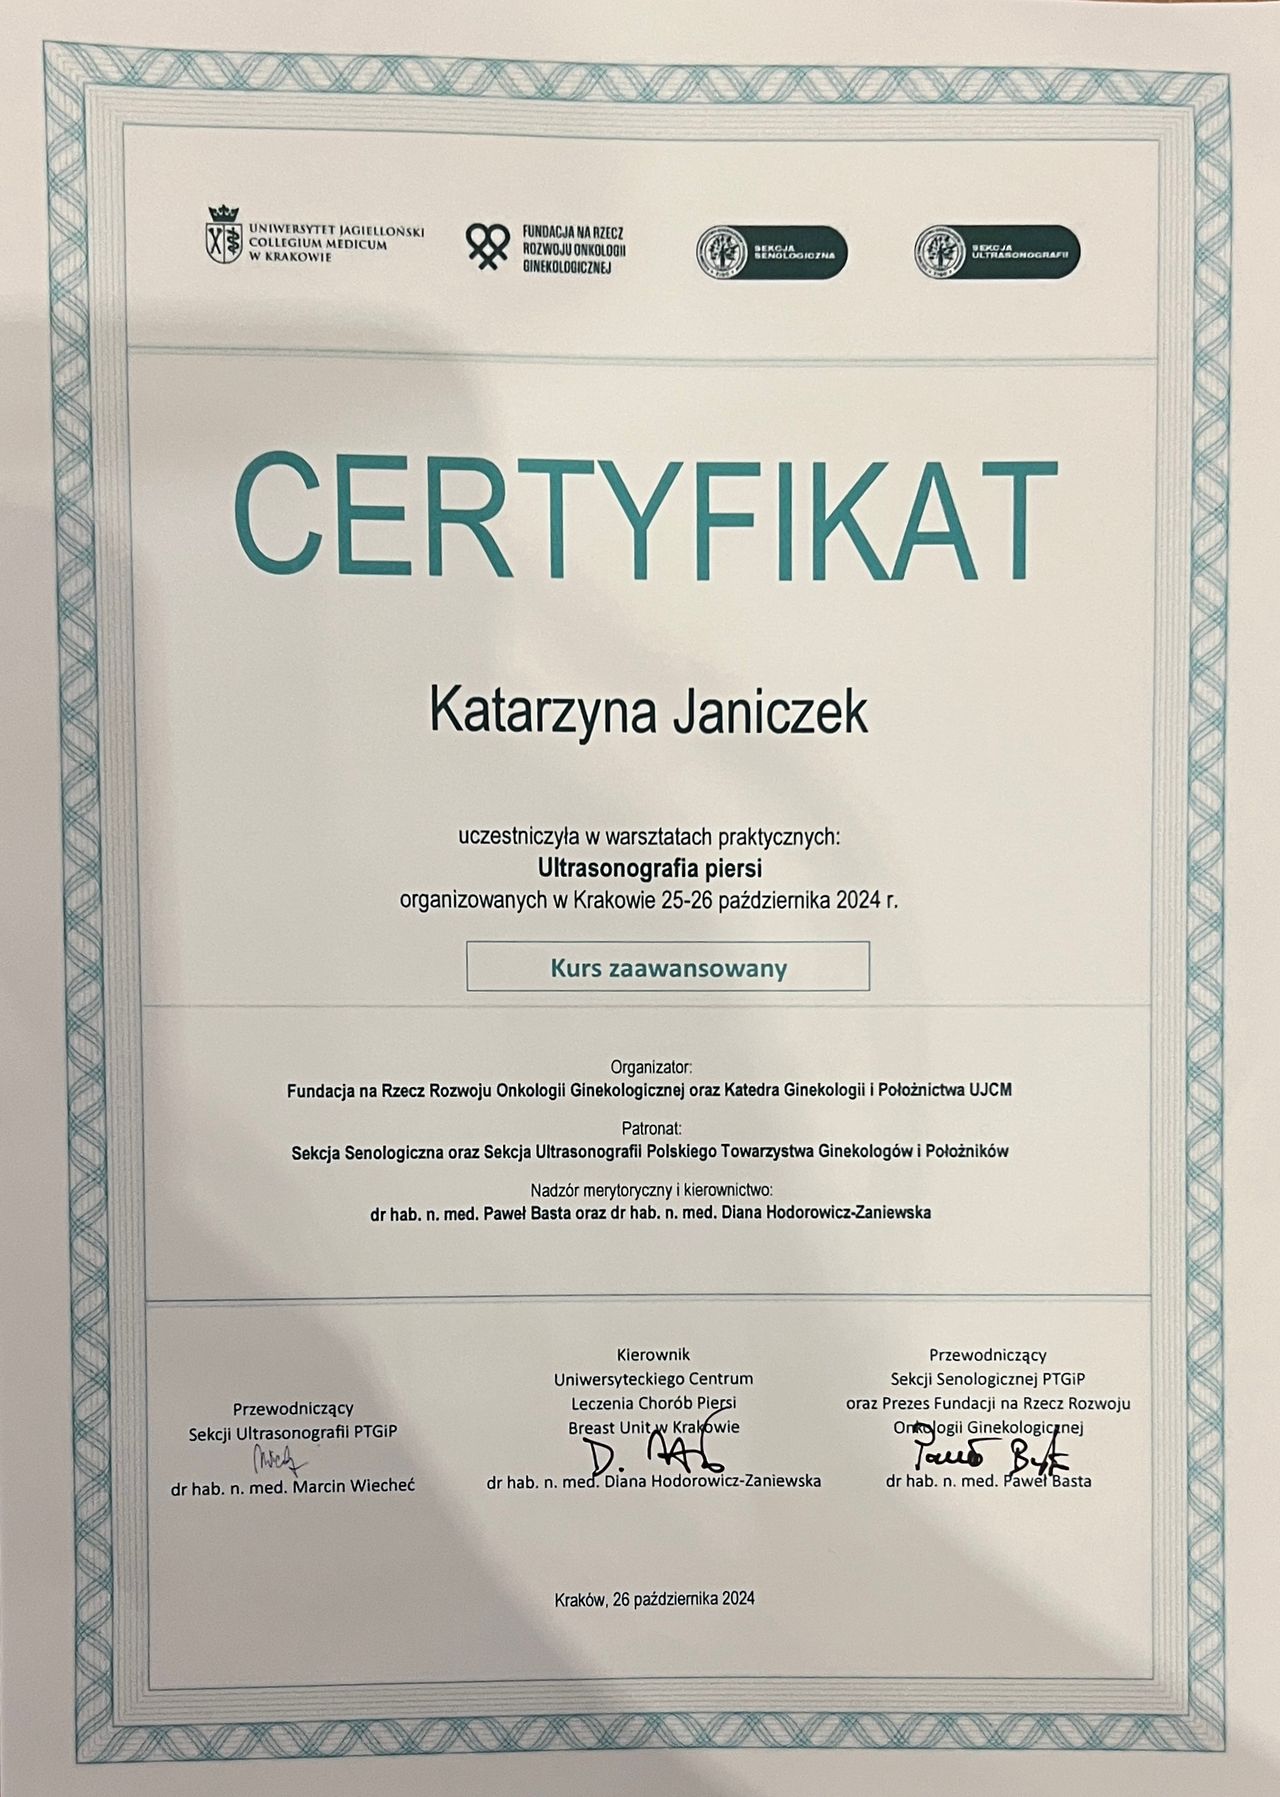 UNIWERSYTET JAGIELLOŃSKI
COLLEGIUM MEDICUM
W KRAKOWIE
FUNDACJA NA RZECZ
ROZWOJU ONKOLOGII
GINEKOLOGICZNEJ
SEKCJA
SENOLOGICZNA
SEKCJA
ULTRASONOGRAFII
CERTYFIKAT
Katarzyna Janiczek
uczestniczyła w warsztatach praktycznych:
Ultrasonografia piersi
organizowanych w Krakowie 25-26 października 2024 r.
Kurs zaawansowany
Organizator:
Fundacja na Rzecz Rozwoju Onkologii Ginekologicznej oraz Katedra Ginekologii i Położnictwa UJCM
Patronat:
Sekcja Senologiczna oraz Sekcja Ultrasonografii Polskiego Towarzystwa Ginekologów i Położników
Nadzór merytoryczny i kierownictwo:
dr hab. n. med. Paweł Basta oraz dr hab. n. med. Diana Hodorowicz-Zaniewska
Przewodniczący
Sekcji Ultrasonografii PTGiP
dr hab. n. med. Marcin Wiecheć
Kierownik
Uniwersyteckiego Centrum
Leczenia Chorób Piersi
Breast Unit w Krakowie
dr hab. n. med. Diana Hodorowicz-Zaniewska
Przewodniczący
Sekcji Senologicznej PTGiP
oraz Prezes Fundacji na Rzecz Rozwoju
Onkologii Ginekologicznej
dr hab. n. med. Paweł Basta
Kraków, 26 października 2024